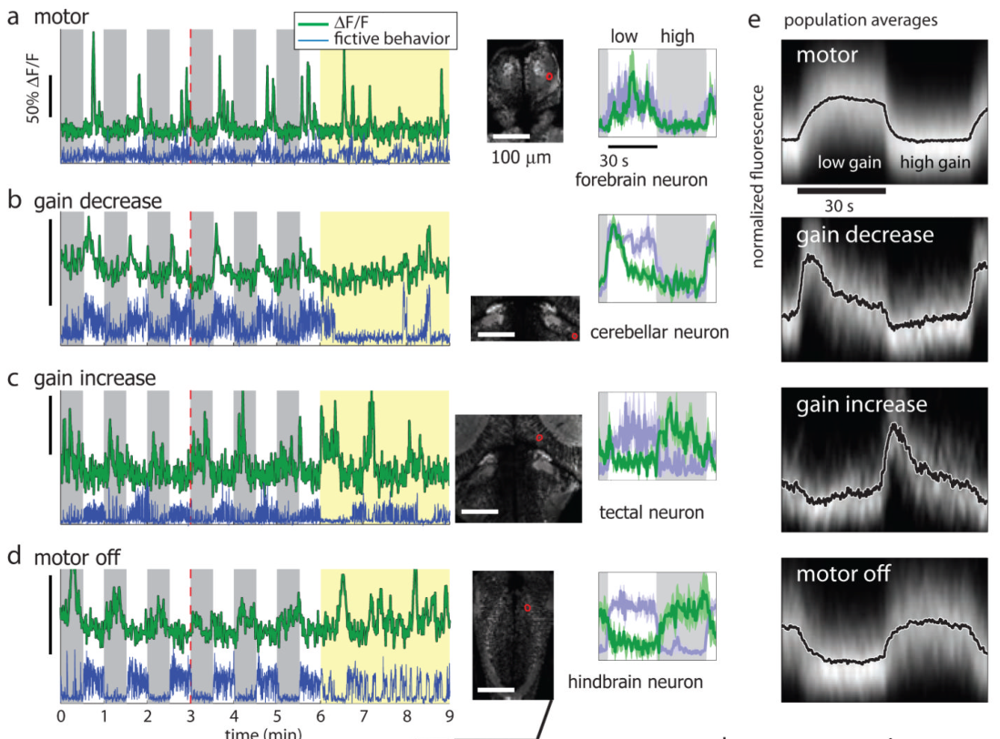 a motor
ΔF/F
fictive behavior
50% ΔF/F
100 μm
low high
30 s
forebrain neuron
b gain decrease
cerebellar neuron
c gain increase
tectal neuron
d motor off
hindbrain neuron
0 1 2 3 4 5 6 7 8 9
time (min)
e population averages
normalized fluorescence
motor
low gain high gain
30 s
gain decrease
gain increase
motor off